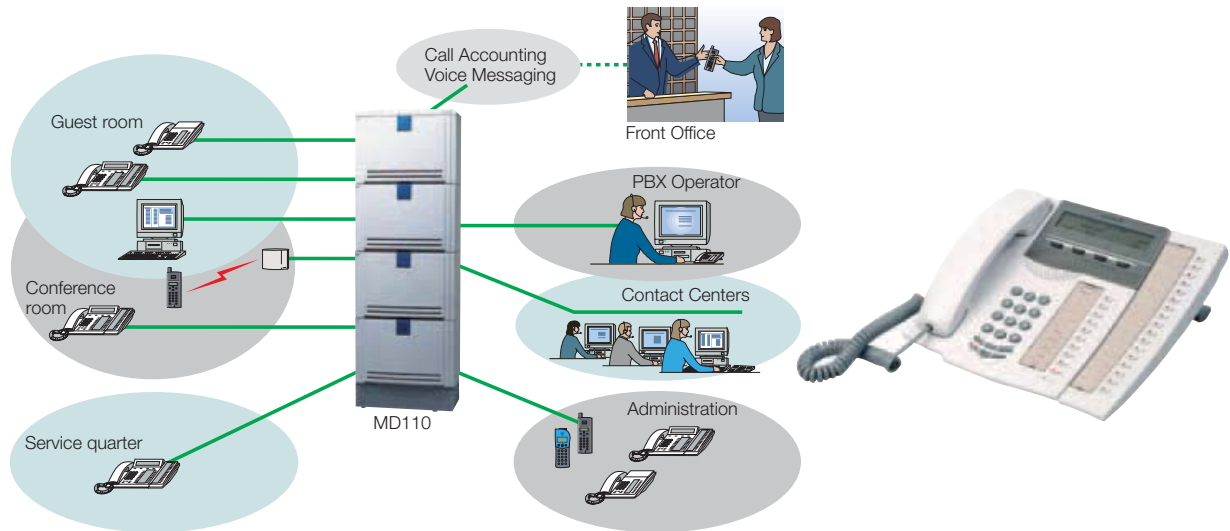 Call Accounting
Voice Messaging
Front Office
Guest room
PBX Operator
Conference
room
Contact Centers
MD110
Administration
Service quarter